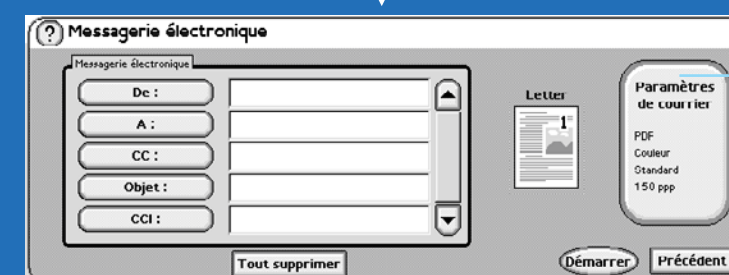 ? Messagerie électronique
Messagerie électronique
De :
A :
CC :
Objet :
CCI :
Tout supprimer
Letter
1
Paramètres
de courrier
PDF
Couleur
Standard
150 ppp
Démarrer
Précédent